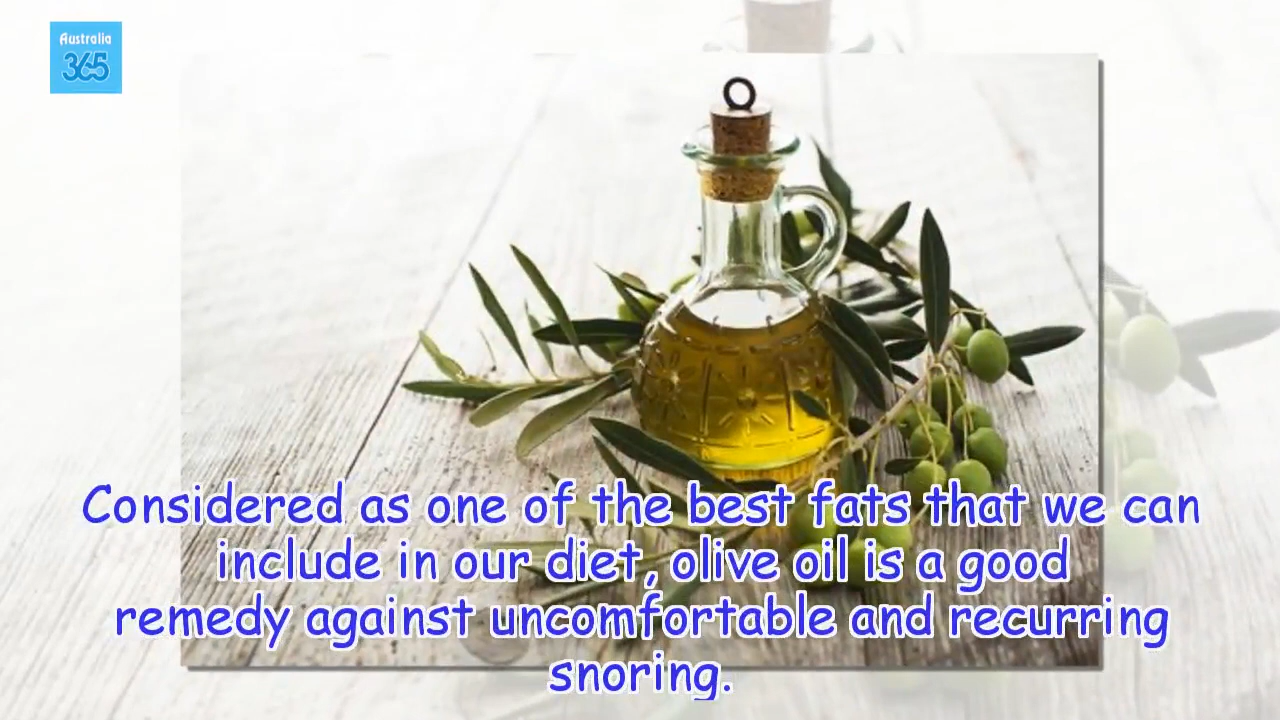 Australia
365
Considered as one of the best fats that we can
include in our diet, olive oil is a good
remedy against uncomfortable and recurring
snoring.